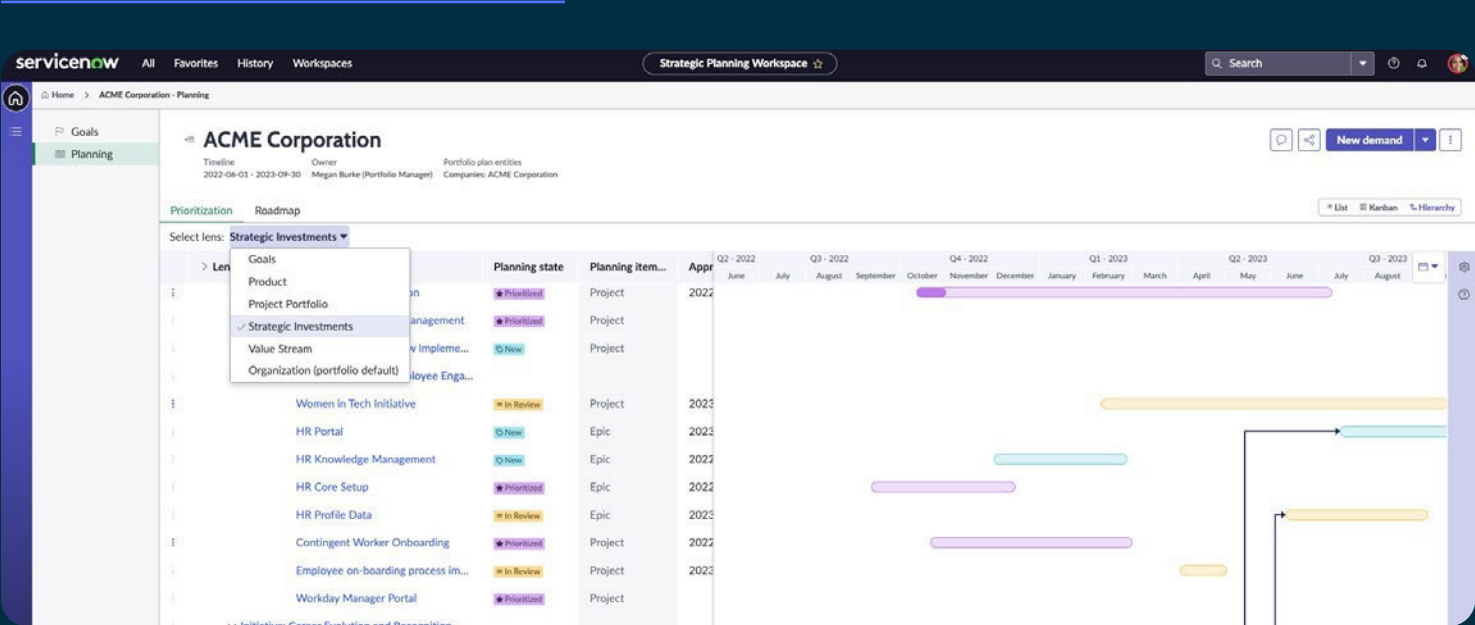 servicenow All Favorites History Workspaces Strategic Planning Workspace Search
Home > ACME Corporation - Planning
Goals
Planning
ACME Corporation
New demand
Timeline Owner Portfolio plan entities
2022-06-01 - 2023-09-30 Megan Burke (Portfolio Manager) Companies: ACME Corporation
Prioritization Roadmap
List Kanban Hierarchy
Select lens: Strategic Investments
Goals
Product
Project Portfolio
Strategic Investments
Value Stream
Organization (portfolio default)
Len Planning state Planning item... Appr
Q2 - 2022 Q3 - 2022 Q4 - 2022 Q1 - 2023 Q2 - 2023 Q3 - 2023
June July August September October November December January February March April May June July August
on Prioritized Project 2022
anagement Prioritized Project
w Impleme... New Project
loyee Enga...
Women in Tech Initiative In Review Project 2023
HR Portal New Epic 2023
HR Knowledge Management New Epic 2022
HR Core Setup Prioritized Epic 2022
HR Profile Data In Review Epic 2023
Contingent Worker Onboarding Prioritized Project 2022
Employee on-boarding process im... In Review Project 2023
Workday Manager Portal Prioritized Project